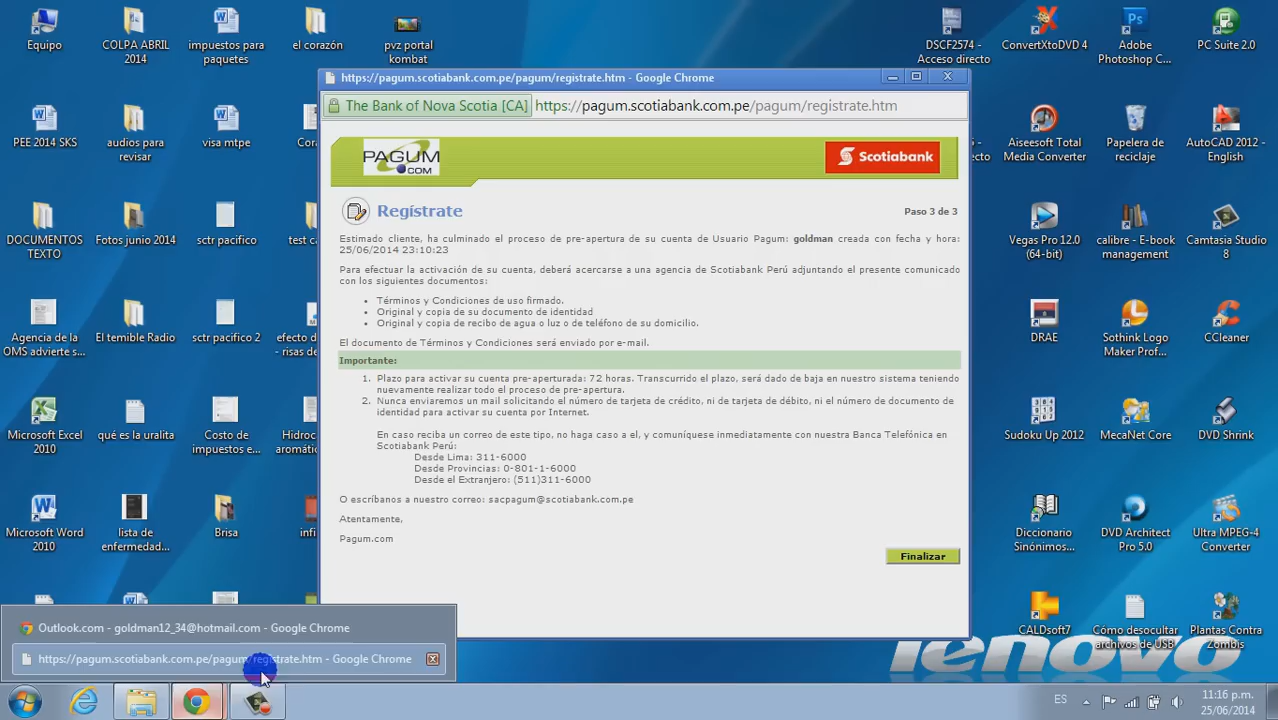 Equipo
COLPA ABRIL
2014
impuestos para
paquetes
el corazón
pvz portal
kombat
DSCF2574 -
Acceso directo
ConvertXtoDVD 4
Adobe
Photoshop C...
PC Suite 2.0
https://pagum.scotiabank.com.pe/pagum/registrate.htm - Google Chrome
The Bank of Nova Scotia [CA]
https://pagum.scotiabank.com.pe/pagum/registrate.htm
PAGUM
.COM
Scotiabank
Regístrate
Paso 3 de 3
Estimado cliente, ha culminado el proceso de pre-apertura de su cuenta de Usuario Pagum: goldman creada con fecha y hora:
25/06/2014 23:10:23
Para efectuar la activación de su cuenta, deberá acercarse a una agencia de Scotiabank Perú adjuntando el presente comunicado
con los siguientes documentos:
• Términos y Condiciones de uso firmado.
• Original y copia de su documento de identidad
• Original y copia de recibo de agua o luz o de teléfono de su domicilio.
El documento de Términos y Condiciones será enviado por e-mail.
Importante:
1. Plazo para activar su cuenta pre-aperturada: 72 horas. Transcurrido el plazo, será dado de baja en nuestro sistema teniendo
nuevamente realizar todo el proceso de pre-apertura.
2. Nunca enviaremos un mail solicitando el número de tarjeta de crédito, ni de tarjeta de débito, ni el número de documento de
identidad para activar su cuenta por Internet.
En caso reciba un correo de este tipo, no haga caso a el, y comuníquese inmediatamente con nuestra Banca Telefónica en
Scotiabank Perú:
Desde Lima: 311-6000
Desde Provincias: 0-801-1-6000
Desde el Extranjero: (511)311-6000
O escríbanos a nuestro correo: sacpagum@scotiabank.com.pe
Atentamente,
Pagum.com
Finalizar
PEE 2014 SKS
audios para
revisar
visa mtpe
Aiseesoft Total
Media Converter
Papelera de
reciclaje
AutoCAD 2012 -
English
DOCUMENTOS
TEXTO
Fotos junio 2014
sctr pacifico
Vegas Pro 12.0
(64-bit)
calibre - E-book
management
Camtasia Studio
8
Agencia de la
OMS advierte s...
El temible Radio
sctr pacifico 2
efecto d
- risas de
DRAE
Sothink Logo
Maker Prof...
CCleaner
Microsoft Excel
2010
qué es la uralita
Costo de
impuestos e...
Sudoku Up 2012
MecaNet Core
DVD Shrink
Microsoft Word
2010
lista de
enfermedad...
Brisa
Diccionario
Sinónimos...
DVD Architect
Pro 5.0
Ultra MPEG-4
Converter
CALDsoft7
Cómo desocultar
archivos de USB
Plantas Contra
Zombis
lenovo
Outlook.com - goldman12_34@hotmail.com - Google Chrome
https://pagum.scotiabank.com.pe/pagum/registrate.htm - Google Chrome
ES
11:16 p.m.
25/06/2014